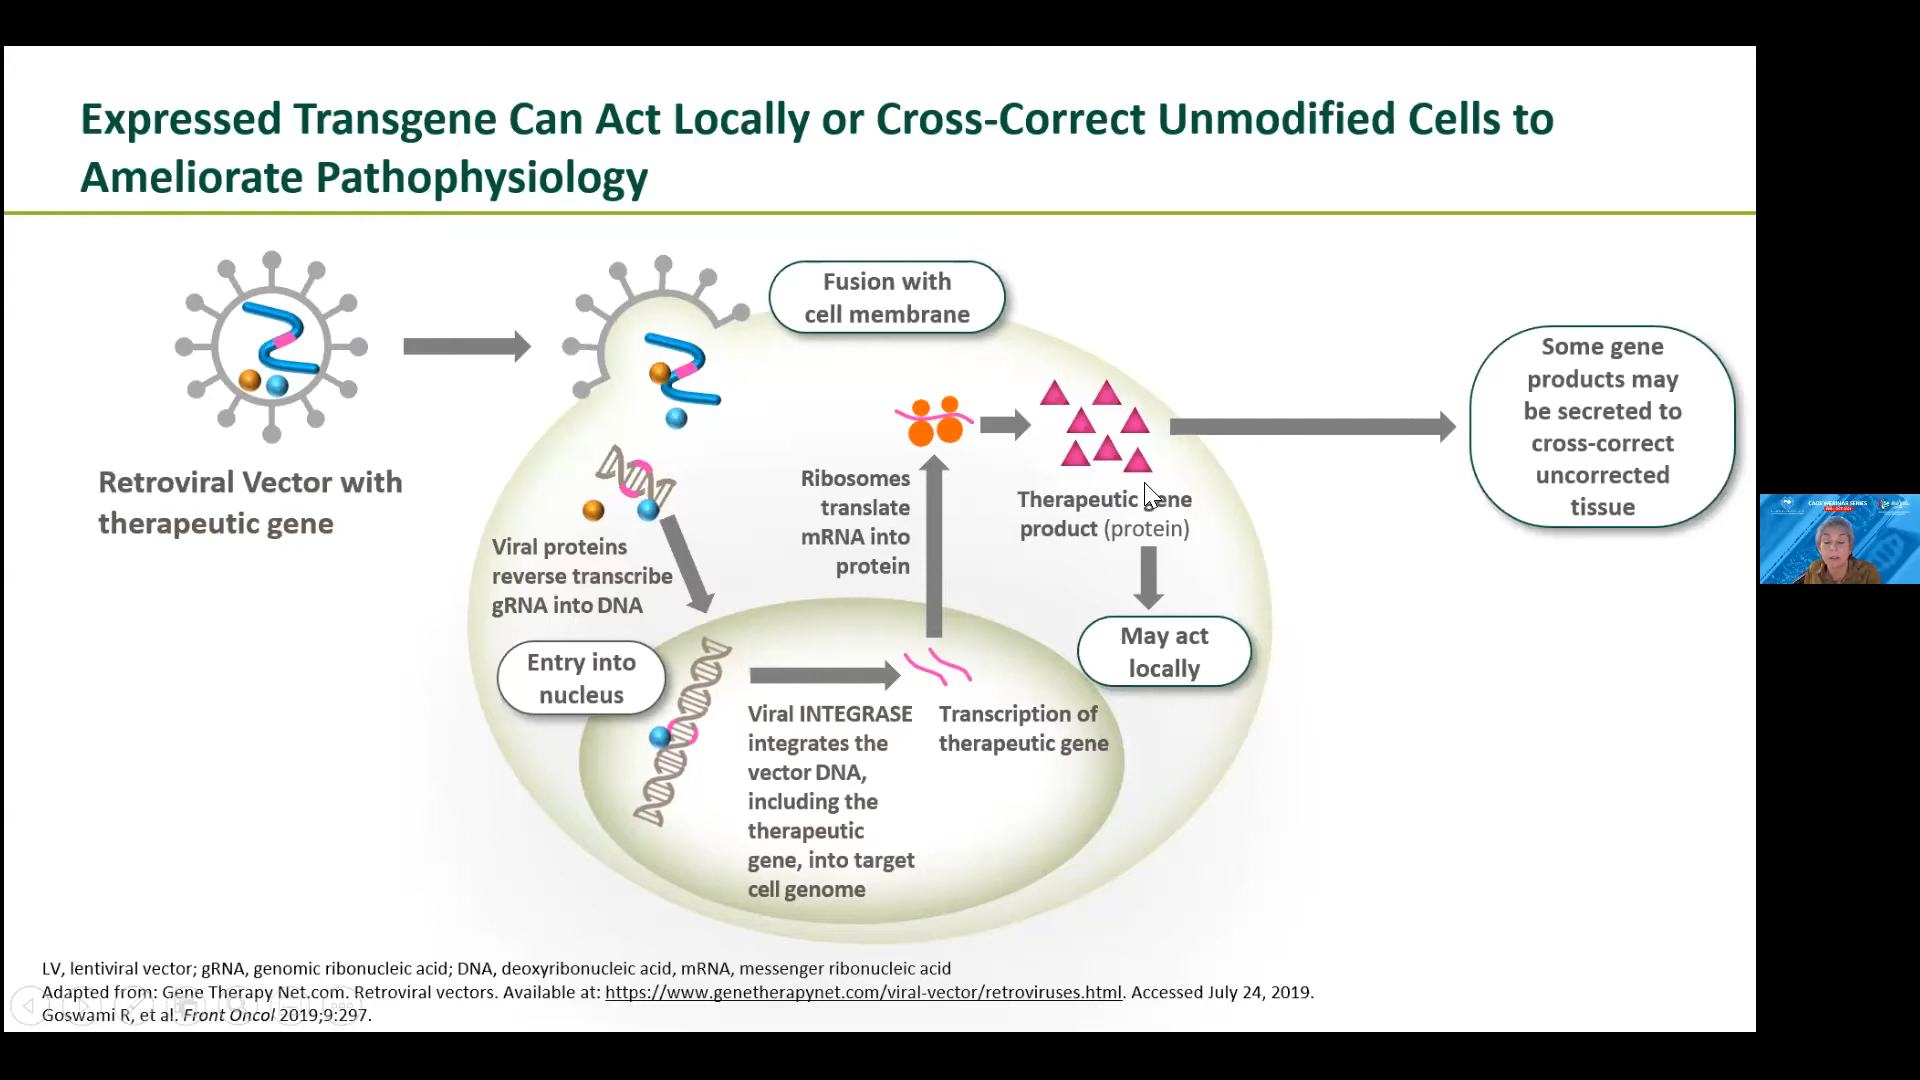 Expressed Transgene Can Act Locally or Cross-Correct Unmodified Cells to
Ameliorate Pathophysiology
Fusion with
cell membrane
Some gene
products may
be secreted to
cross-correct
uncorrected
tissue
Retroviral Vector with
therapeutic gene
Ribosomes
translate
mRNA into
protein
Therapeutic gene
product (protein)
Viral proteins
reverse transcribe
gRNA into DNA
May act
locally
Entry into
nucleus
Viral INTEGRASE
integrates the
vector DNA,
including the
therapeutic
gene, into target
cell genome
Transcription of
therapeutic gene
LV, lentiviral vector; gRNA, genomic ribonucleic acid; DNA, deoxyribonucleic acid, mRNA, messenger ribonucleic acid
Adapted from: Gene Therapy Net.com. Retroviral vectors. Available at: https://www.genetherapynet.com/viral-vector/retroviruses.html. Accessed July 24, 2019.
Goswami R, et al. Front Oncol 2019;9:297.
WEBINAR SERIES